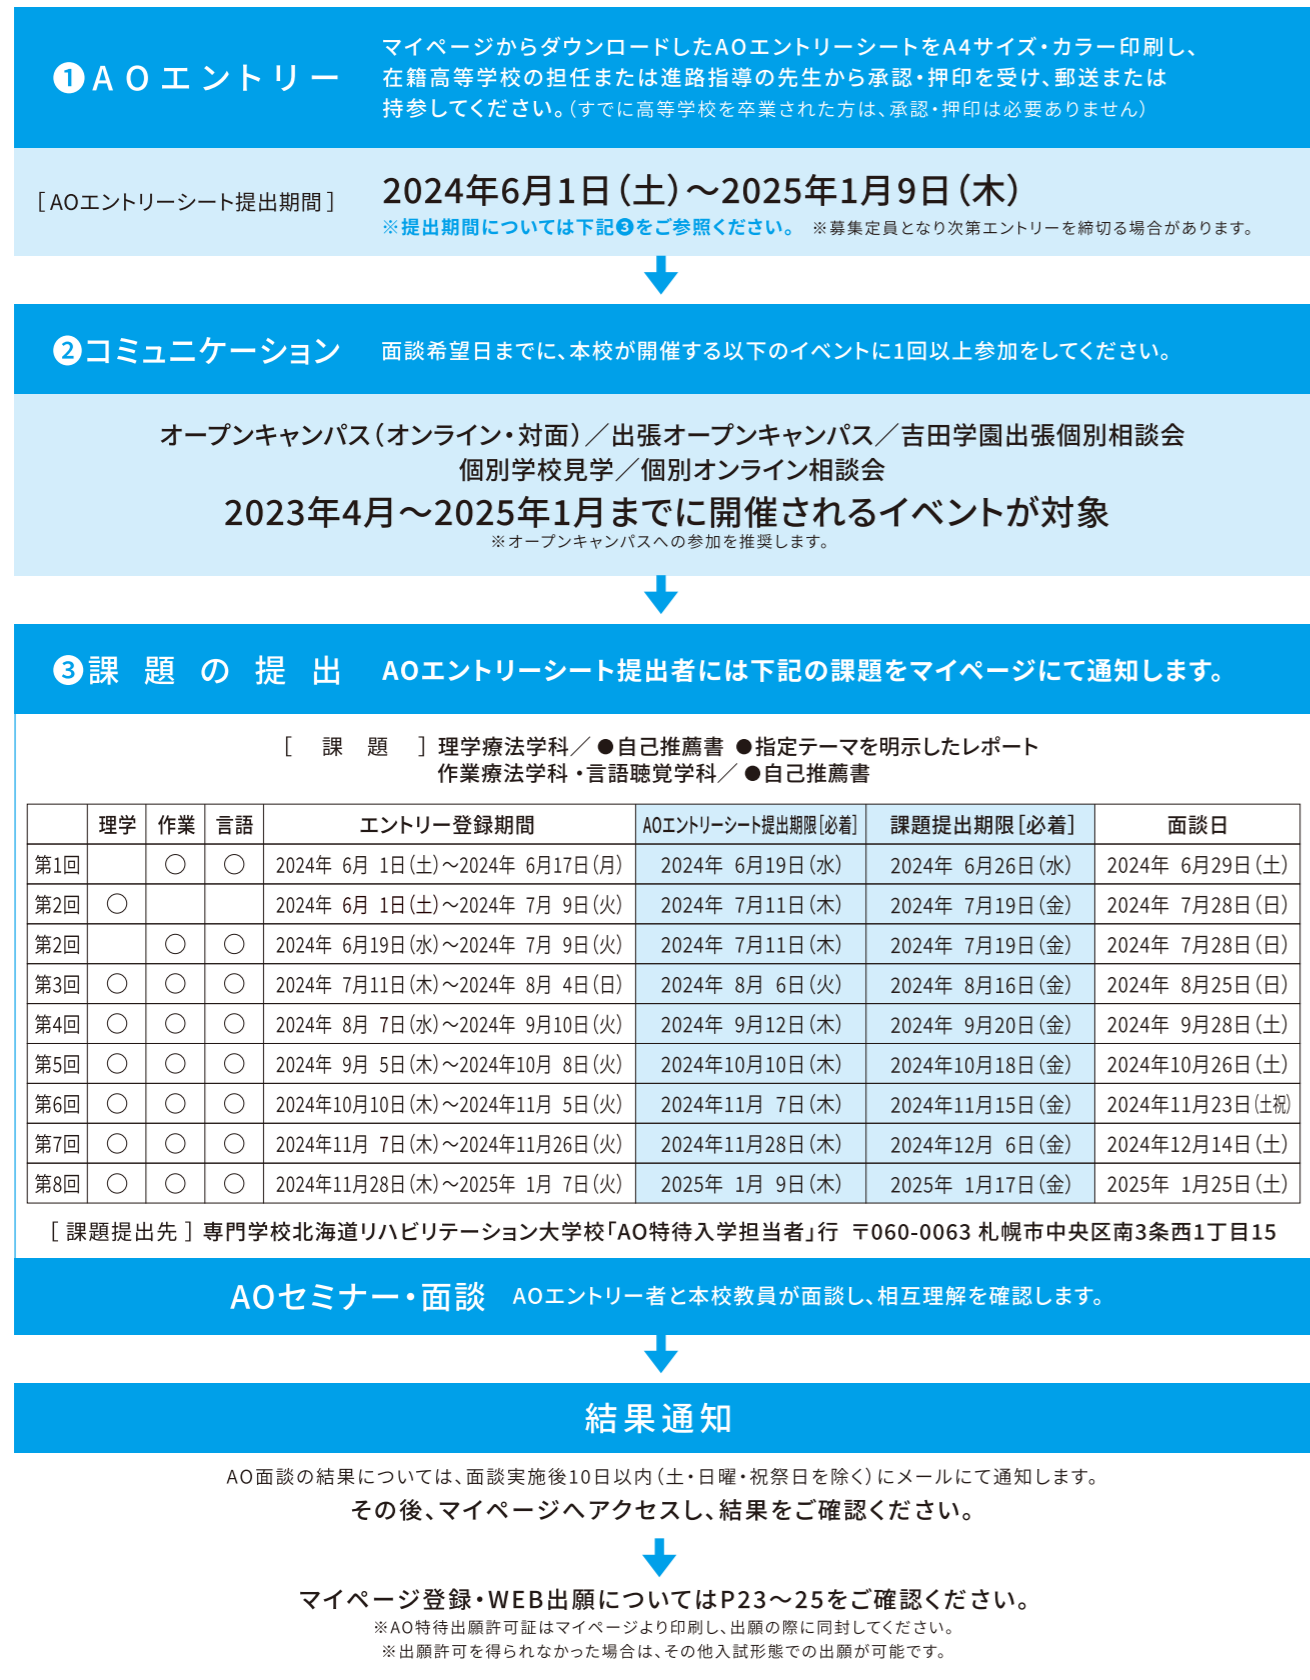 ❶AOエントリー
マイページからダウンロードしたAOエントリーシートをA4サイズ・カラー印刷し、
在籍高等学校の担任または進路指導の先生から承認・押印を受け、郵送または
持参してください。(すでに高等学校を卒業された方は、承認・押印は必要ありません)
[AOエントリーシート提出期間]
2024年6月1日(土)～2025年1月9日(木)
※提出期間については下記❸をご参照ください。 ※募集定員となり次第エントリーを締切る場合があります。
❷コミュニケーション 面談希望日までに、本校が開催する以下のイベントに1回以上参加をしてください。
オープンキャンパス(オンライン・対面)／出張オープンキャンパス／吉田学園出張個別相談会
個別学校見学／個別オンライン相談会
2023年4月～2025年1月までに開催されるイベントが対象
※オープンキャンパスへの参加を推奨します。
❸課題の提出 AOエントリーシート提出者には下記の課題をマイページにて通知します。
[ 課 題 ] 理学療法学科／ ●自己推薦書 ●指定テーマを明示したレポート
作業療法学科・言語聴覚学科／ ●自己推薦書
理学 作業 言語 エントリー登録期間 AOエントリーシート提出期限[必着] 課題提出期限[必着] 面談日
第1回 ○ ○ 2024年 6月 1日(土)～2024年 6月17日(月) 2024年 6月19日(水) 2024年 6月26日(水) 2024年 6月29日(土)
第2回 ○ 2024年 6月 1日(土)～2024年 7月 9日(火) 2024年 7月11日(木) 2024年 7月19日(金) 2024年 7月28日(日)
第2回 ○ ○ 2024年 6月19日(水)～2024年 7月 9日(火) 2024年 7月11日(木) 2024年 7月19日(金) 2024年 7月28日(日)
第3回 ○ ○ ○ 2024年 7月11日(木)～2024年 8月 4日(日) 2024年 8月 6日(火) 2024年 8月16日(金) 2024年 8月25日(日)
第4回 ○ ○ ○ 2024年 8月 7日(水)～2024年 9月10日(火) 2024年 9月12日(木) 2024年 9月20日(金) 2024年 9月28日(土)
第5回 ○ ○ ○ 2024年 9月 5日(木)～2024年10月 8日(火) 2024年10月10日(木) 2024年10月18日(金) 2024年10月26日(土)
第6回 ○ ○ ○ 2024年10月10日(木)～2024年11月 5日(火) 2024年11月 7日(木) 2024年11月15日(金) 2024年11月23日(土祝)
第7回 ○ ○ ○ 2024年11月 7日(木)～2024年11月26日(火) 2024年11月28日(木) 2024年12月 6日(金) 2024年12月14日(土)
第8回 ○ ○ ○ 2024年11月28日(木)～2025年 1月 7日(火) 2025年 1月 9日(木) 2025年 1月17日(金) 2025年 1月25日(土)
[課題提出先] 専門学校北海道リハビリテーション大学校「AO特待入学担当者」行 〒060-0063 札幌市中央区南3条西1丁目15
AOセミナー・面談 AOエントリー者と本校教員が面談し、相互理解を確認します。
結果通知
AO面談の結果については、面談実施後10日以内(土・日曜・祝祭日を除く)にメールにて通知します。
その後、マイページへアクセスし、結果をご確認ください。
マイページ登録・WEB出願についてはP23～25をご確認ください。
※AO特待出願許可証はマイページより印刷し、出願の際に同封してください。
※出願許可を得られなかった場合は、その他入試形態での出願が可能です。